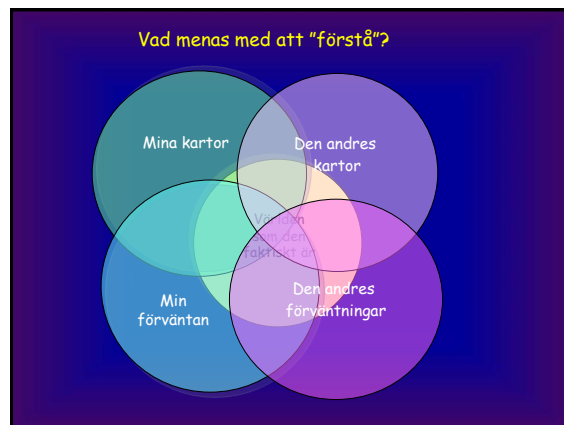 Vad menas med att ”förstå”?
Mina kartor
Den andres
kartor
Världen
som den
faktiskt är
Min
förväntan
Den andres
förväntningar